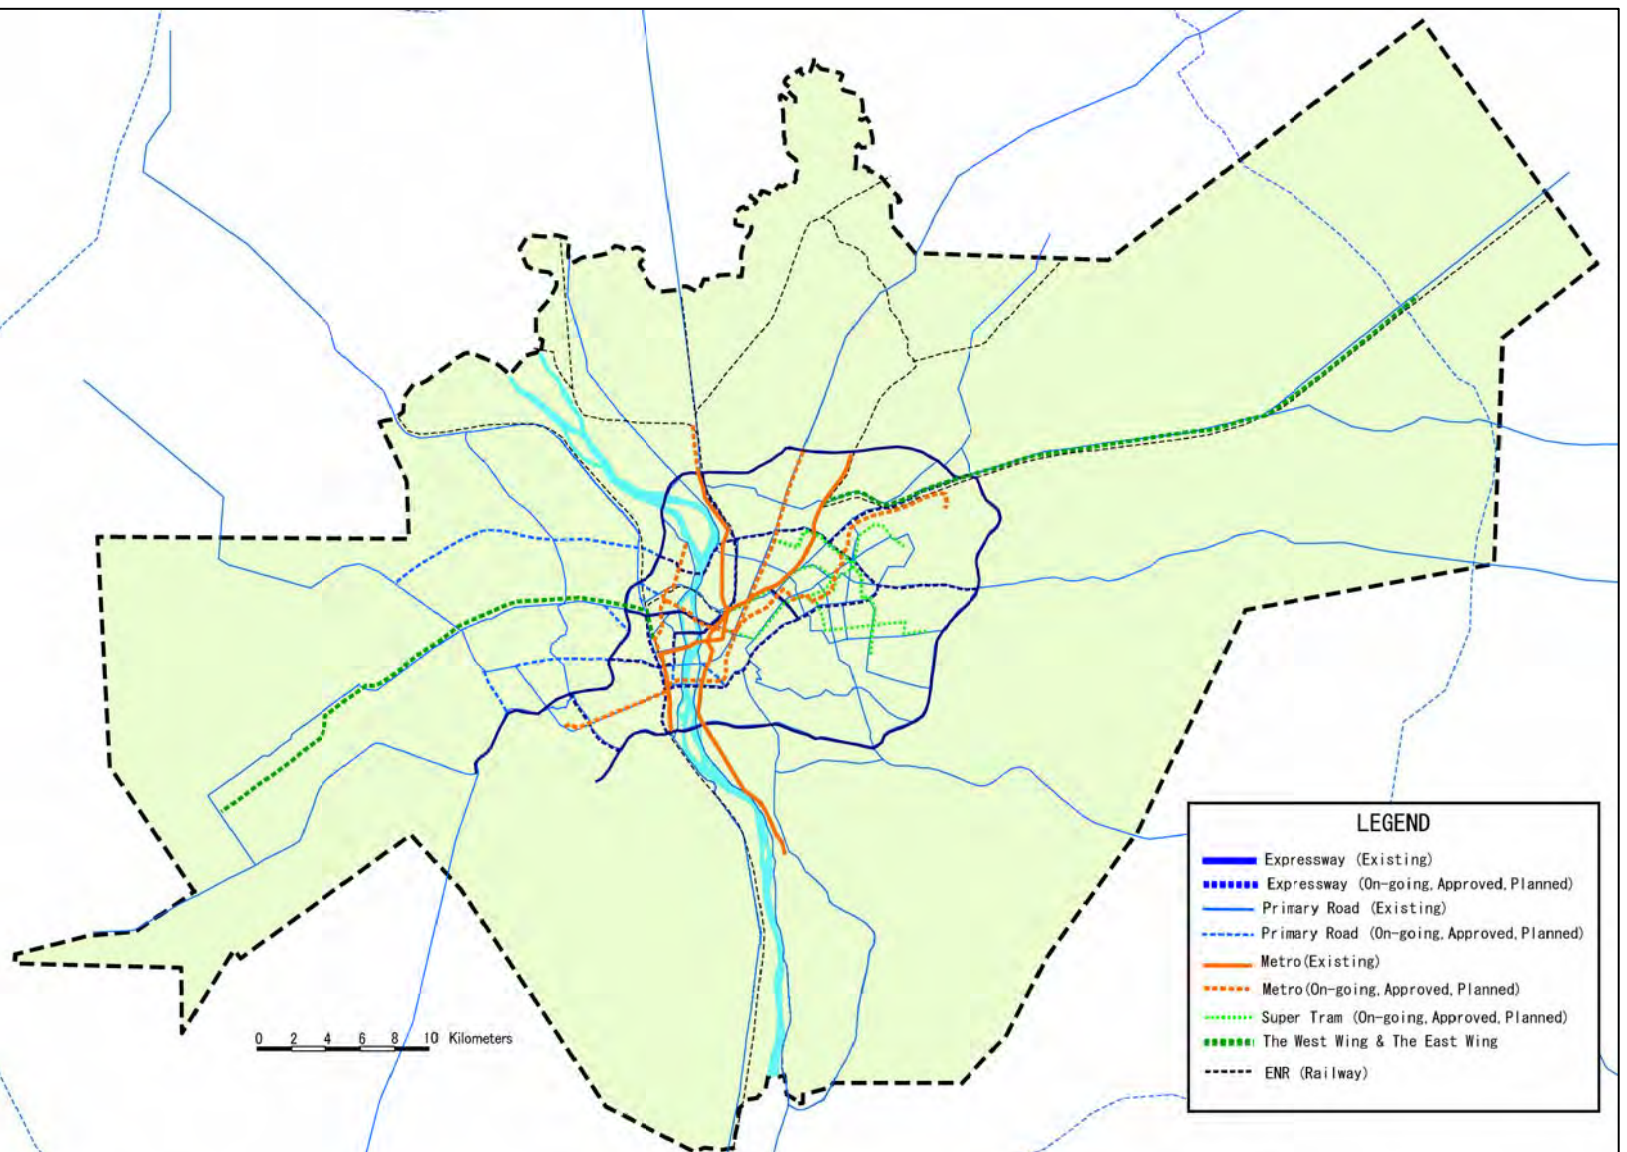 LEGEND
Expressway (Existing)
Expressway (On-going, Approved, Planned)
Primary Road (Existing)
Primary Road (On-going, Approved, Planned)
Metro(Existing)
Metro(On-going, Approved, Planned)
Super Tram (On-going, Approved, Planned)
The West Wing & The East Wing
ENR (Railway)
0 2 4 6 8 10 Kilometers